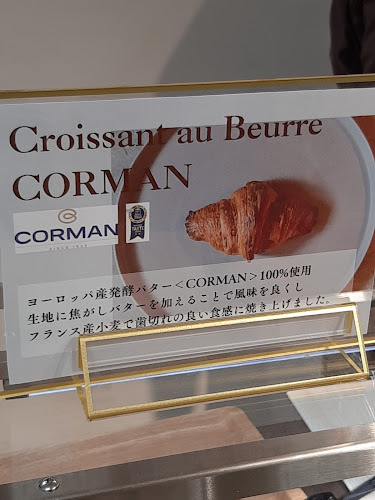 Croissant au Beurre
CORMAN
CORMAN
ヨーロッパ産発酵バター<CORMAN>100%使用
生地に焦がしバターを加えることで風味を良くし
フランス産小麦で歯切れの良い食感に焼き上げました。